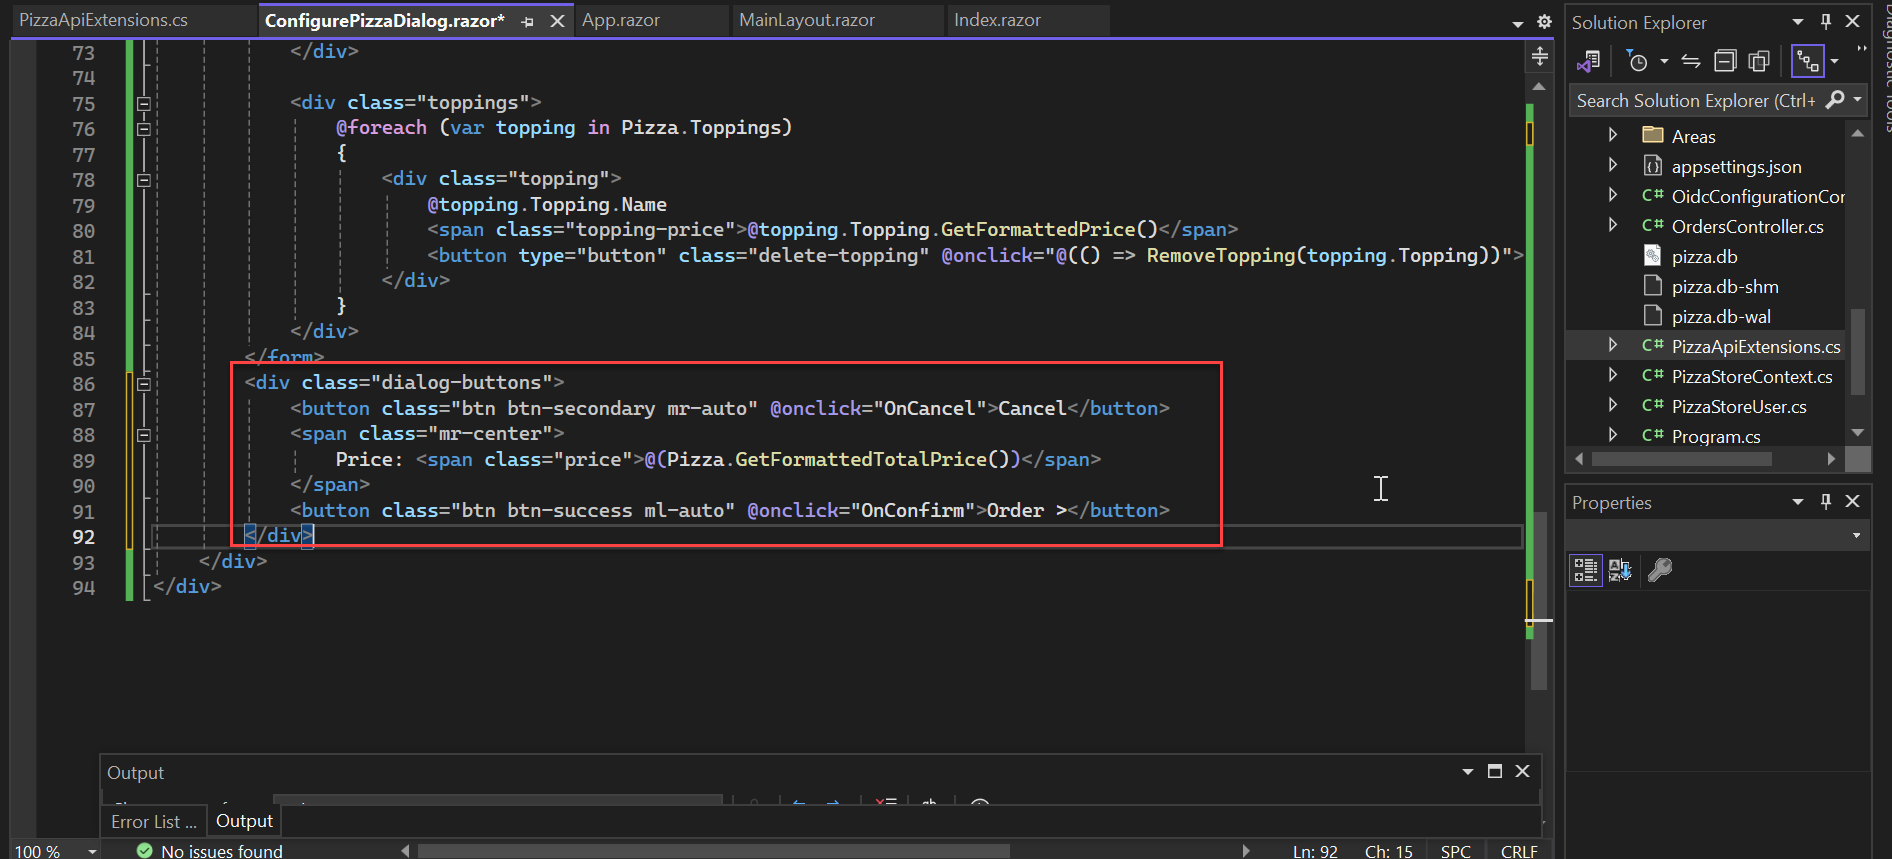 PizzaApiExtensions.cs
ConfigurePizzaDialog.razor*
App.razor
MainLayout.razor
Index.razor
73 </div>
74
75 <div class="toppings">
76 @foreach (var topping in Pizza.Toppings)
77 {
78 <div class="topping">
79 @topping.Topping.Name
80 <span class="topping-price">@topping.Topping.GetFormattedPrice()</span>
81 <button type="button" class="delete-topping" @onclick="@(() => RemoveTopping(topping.Topping))">
82 </div>
83 }
84 </div>
85 </form>
86 <div class="dialog-buttons">
87 <button class="btn btn-secondary mr-auto" @onclick="OnCancel">Cancel</button>
88 <span class="mr-center">
89 Price: <span class="price">@(Pizza.GetFormattedTotalPrice())</span>
90 </span>
91 <button class="btn btn-success ml-auto" @onclick="OnConfirm">Order ></button>
92 </div>
93 </div>
94 </div>
Output
Error List ...
Output
100 %
No issues found
Ln: 92
Ch: 15
SPC
CRLF
Solution Explorer
Search Solution Explorer (Ctrl+
Areas
appsettings.json
C# OidcConfigurationCor
C# OrdersController.cs
pizza.db
pizza.db-shm
pizza.db-wal
C# PizzaApiExtensions.cs
C# PizzaStoreContext.cs
C# PizzaStoreUser.cs
C# Program.cs
Properties